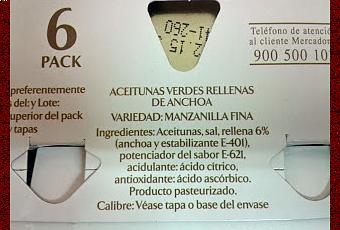 6
PACK
Teléfono de atenció
al cliente Mercador
900 500 10
preferentemente
del: y Lote:
uperior del pack
y tapas
ACEITUNAS VERDES RELLENAS
DE ANCHOA
VARIEDAD: MANZANILLA FINA
Ingredientes: Aceitunas, sal, rellena 6%
(anchoa y estabilizante E-401),
potenciador del sabor E-621,
acidulante: ácido cítrico,
antioxidante: ácido ascórbico.
Producto pasteurizado.
Calibre: Véase tapa o base del envase